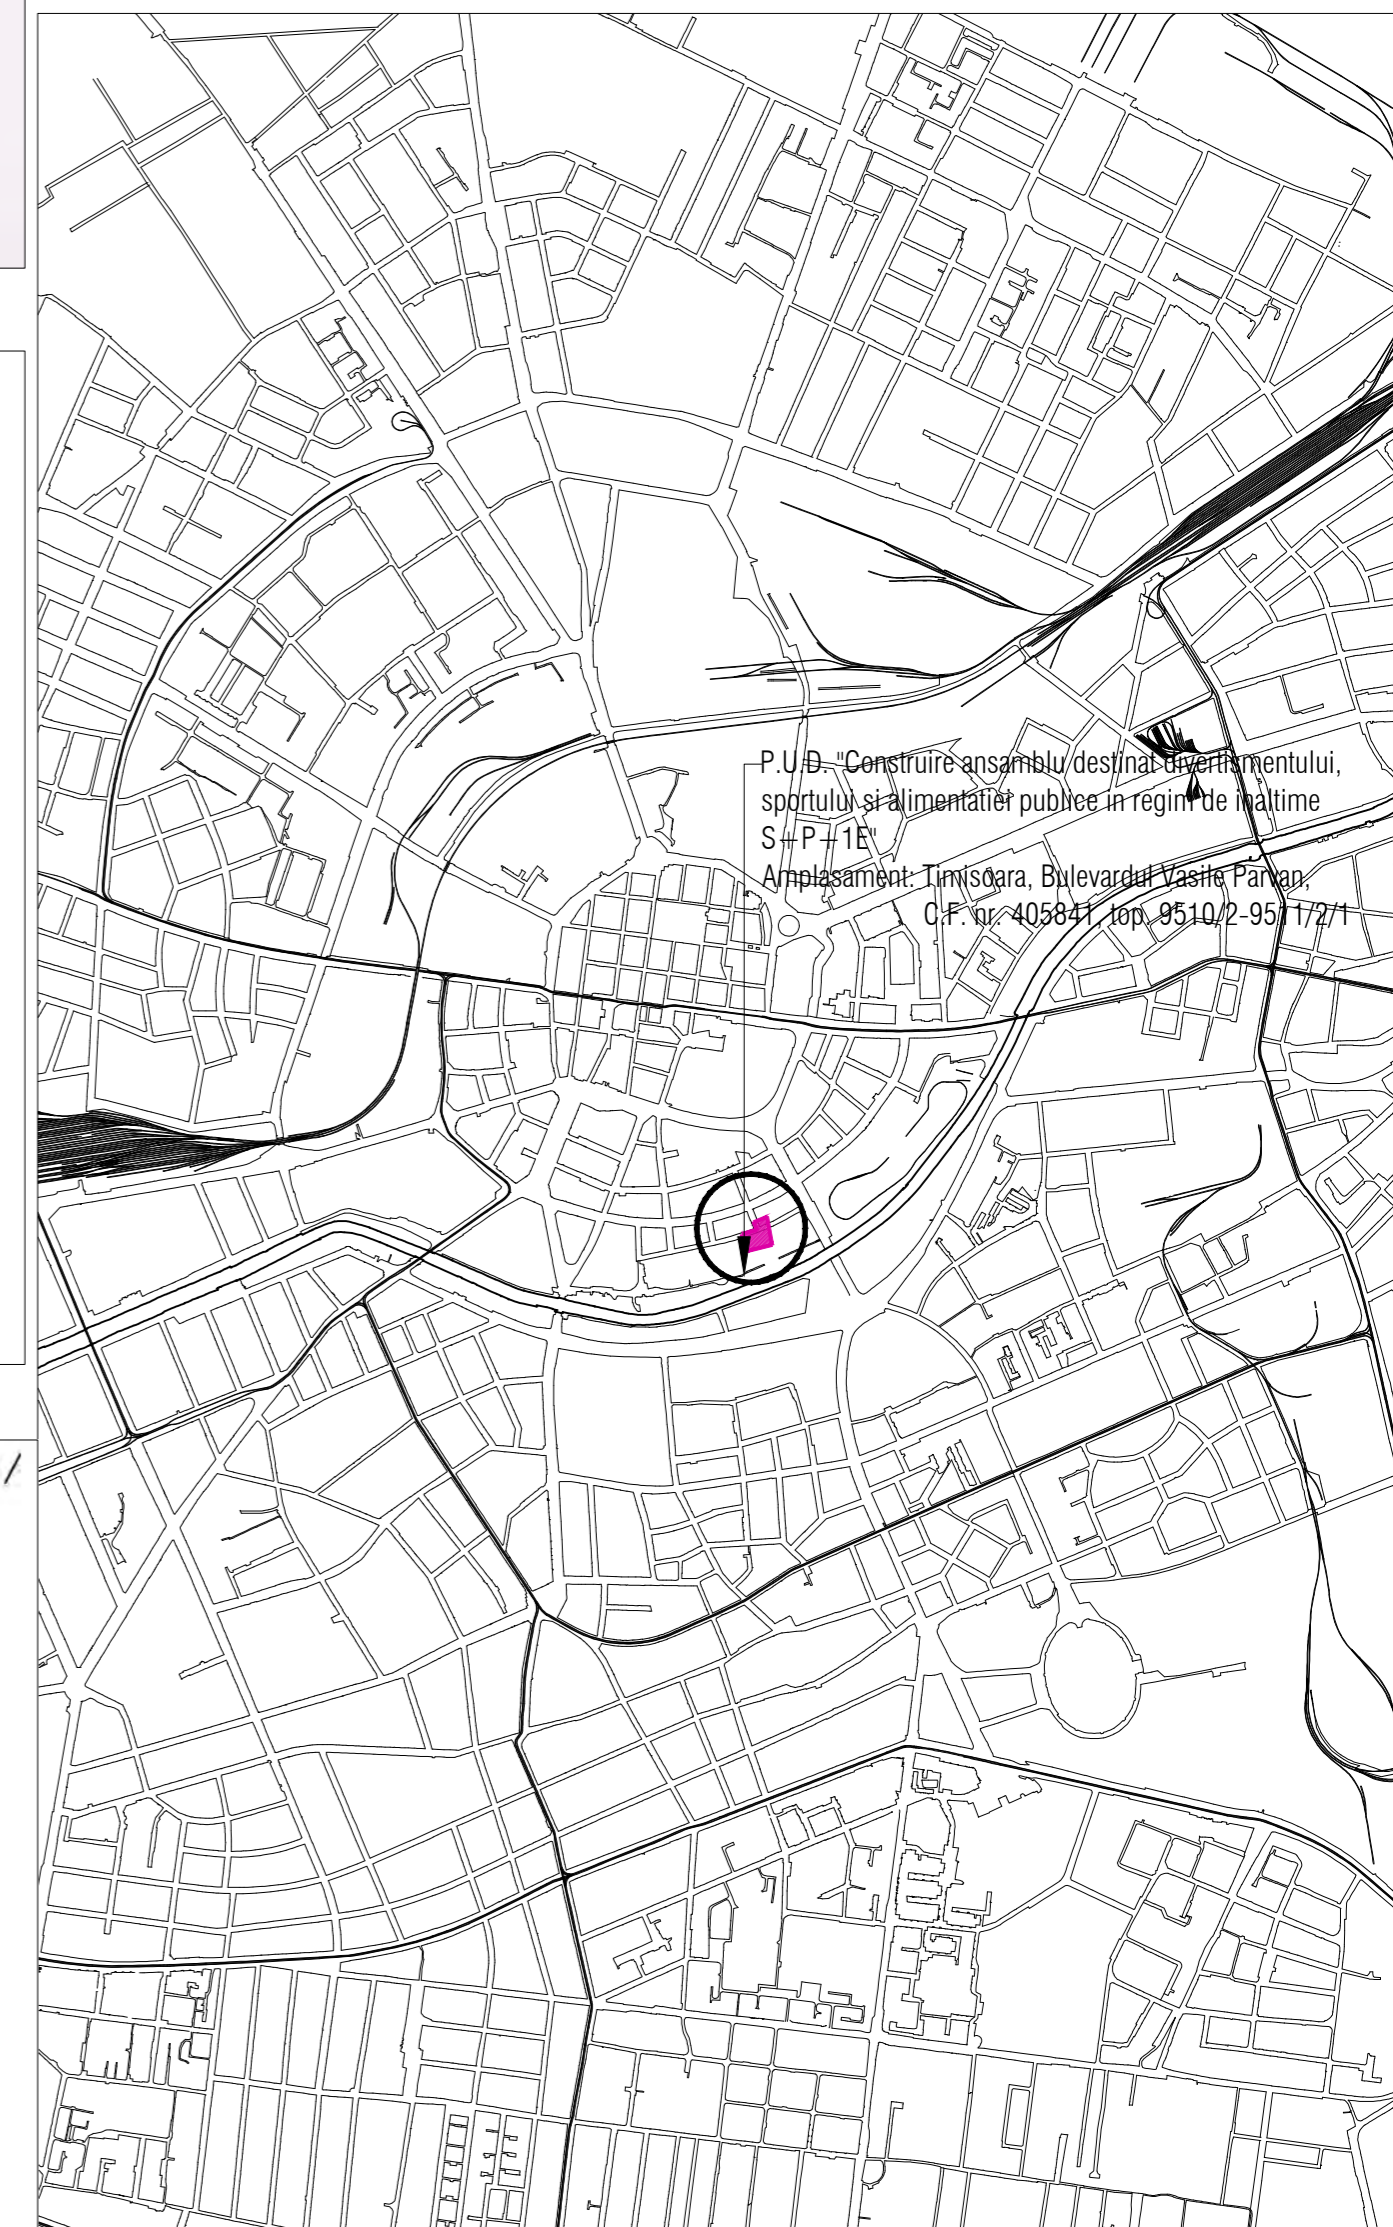 P.U.D. "Construire ansamblu destinat divertismentului,
sportului si alimentatiei publice in regim de inaltime
S+P+1E"
Amplasament: Timisoara, Bulevardul Vasile Parvan,
C.F. nr. 405841, top. 9510/2-9511/2/1
/